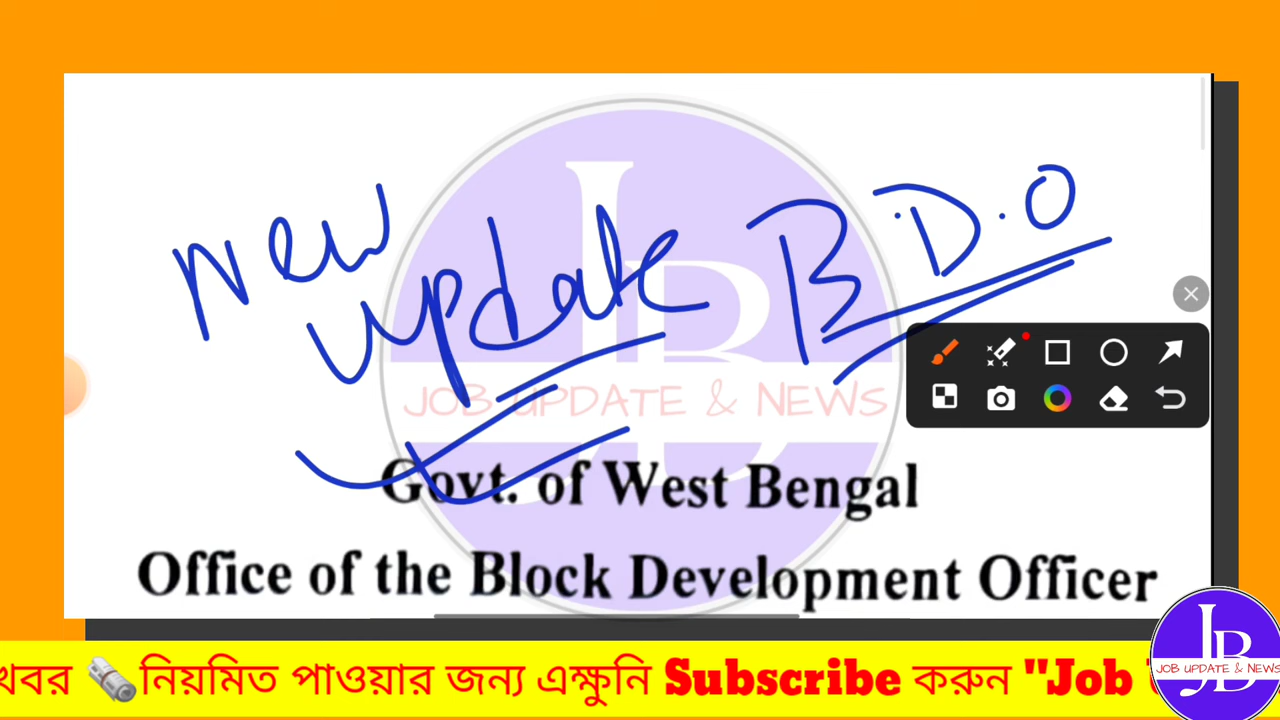 New Update B.D.O
JOB UPDATE & NEWS
Govt. of West Bengal
Office of the Block Development Officer
খবর 🗞️নিয়মিত পাওয়ার জন্য এক্ষুনি Subscribe করুন "Job
JB
JOB UPDATE & NEWS